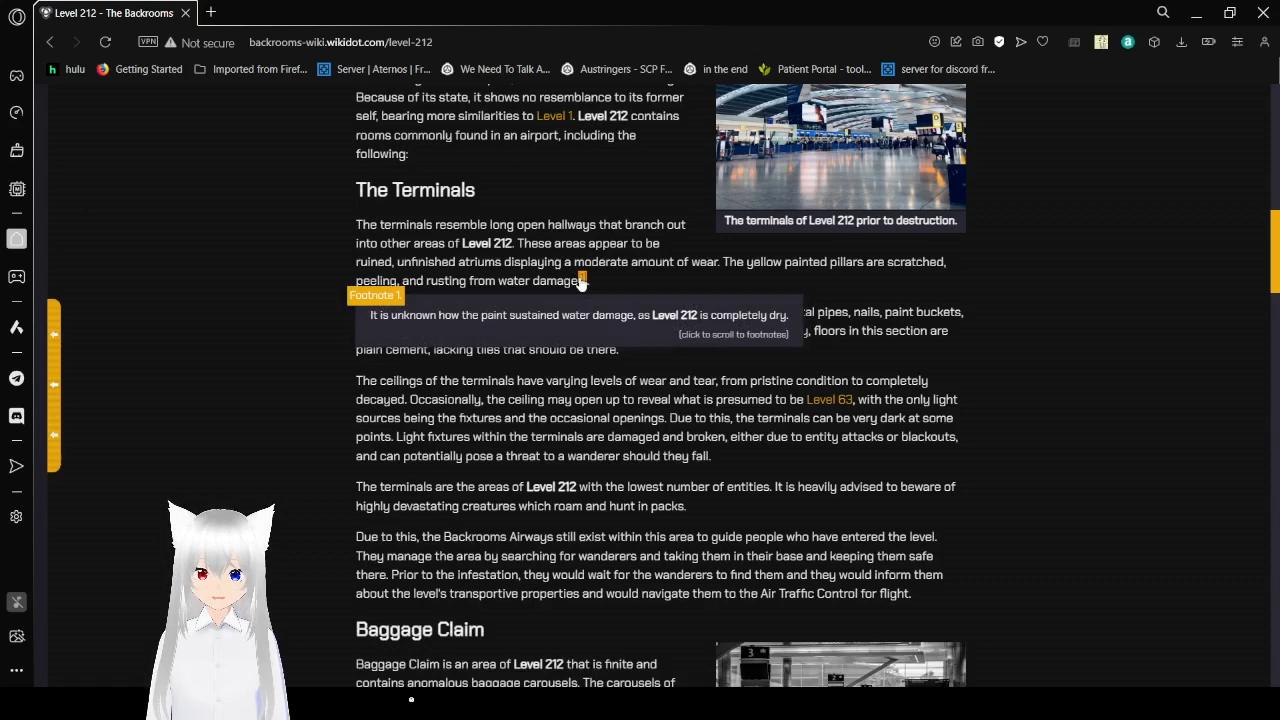 Level 212 - The Backrooms
VPN
Not secure
backrooms-wiki.wikidot.com/level-212
hulu
Getting Started
Imported from Firef...
Server | Aternos | Fr...
We Need To Talk A...
Austringers - SCP F...
in the end
Patient Portal - tool...
server for discord fr...
Because of its state, it shows no resemblance to its former
self, bearing more similarities to Level 1. Level 212 contains
rooms commonly found in an airport, including the
following:
The terminals of Level 212 prior to destruction.
The Terminals
The terminals resemble long open hallways that branch out
into other areas of Level 212. These areas appear to be
ruined, unfinished atriums displaying a moderate amount of wear. The yellow painted pillars are scratched,
peeling, and rusting from water damage
Footnote 1.
It is unknown how the paint sustained water damage, as Level 212 is completely dry.
(click to scroll to footnotes)
pipes, nails, paint buckets,
floors in this section are
plain cement, lacking tiles that should be there.
The ceilings of the terminals have varying levels of wear and tear, from pristine condition to completely
decayed. Occasionally, the ceiling may open up to reveal what is presumed to be Level 63, with the only light
sources being the fixtures and the occasional openings. Due to this, the terminals can be very dark at some
points. Light fixtures within the terminals are damaged and broken, either due to entity attacks or blackouts,
and can potentially pose a threat to a wanderer should they fall.
The terminals are the areas of Level 212 with the lowest number of entities. It is heavily advised to beware of
highly devastating creatures which roam and hunt in packs.
Due to this, the Backrooms Airways still exist within this area to guide people who have entered the level.
They manage the area by searching for wanderers and taking them in their base and keeping them safe
there. Prior to the infestation, they would wait for the wanderers to find them and they would inform them
about the level's transportive properties and would navigate them to the Air Traffic Control for flight.
Baggage Claim
Baggage Claim is an area of Level 212 that is finite and
contains anomalous baggage carousels. The carousels of
3